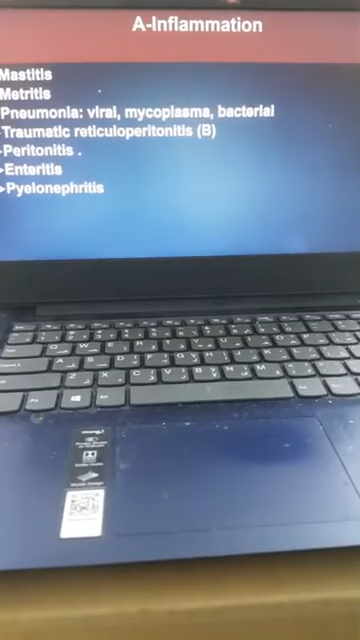 A-Inflammation
Mastitis
Metritis
Pneumonia: viral, mycoplasma, bacterial
Traumatic reticuloperitonitis (B)
Peritonitis .
Enteritis
Pyelonephritis